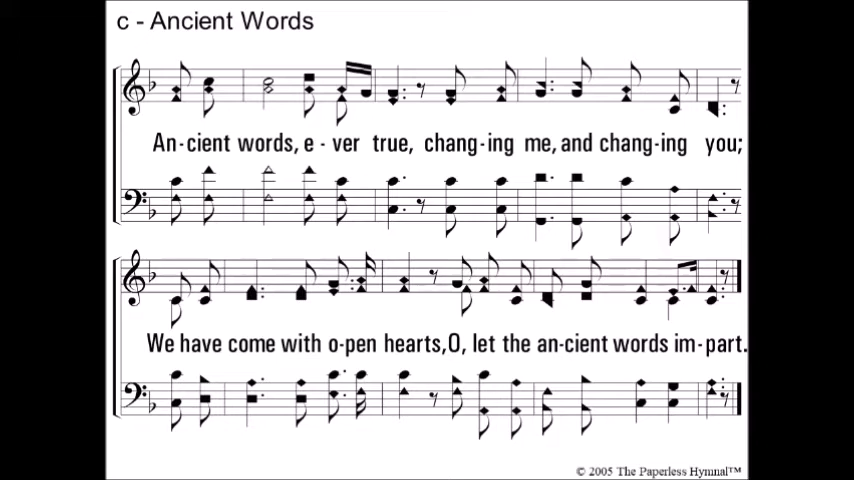 c - Ancient Words
An-cient words, e - ver true, chang-ing me, and chang-ing you;
We have come with o-pen hearts,O, let the an-cient words im-part.
© 2005 The Paperless Hymnal™